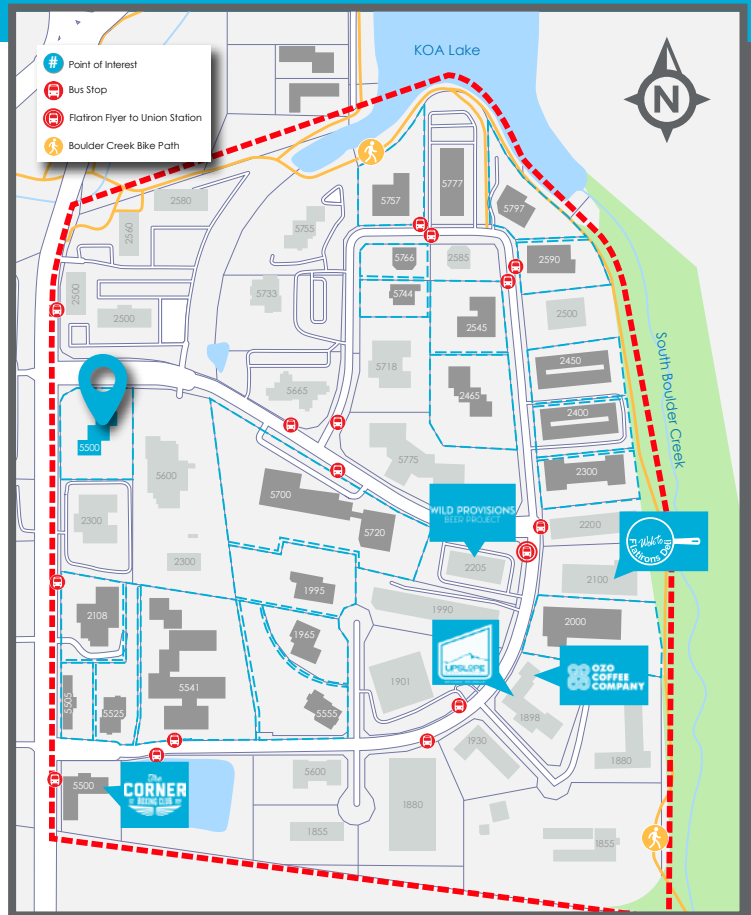 KOA Lake
#
Point of Interest
Bus Stop
Flatiron Flyer to Union Station
Boulder Creek Bike Path
N
2580
5777
5757
5797
2560
5755
5766
2585
2590
5733
5744
2500
2500
2500
2545
South Boulder Creek
5718
2450
5665
2465
2400
5500
5600
5775
2300
5700
WILD PROVISIONS
BEER PROJECT
2300
5720
2200
Wok to
Flatirons Deli
2300
2205
2100
1995
1990
2108
2000
1965
UPSLOPE
OZO
COFFEE
COMPANY
5541
1901
5505
5525
5555
1898
1930
1880
5600
5500
The
CORNER
BOXING CLUB
1880
1855
1855